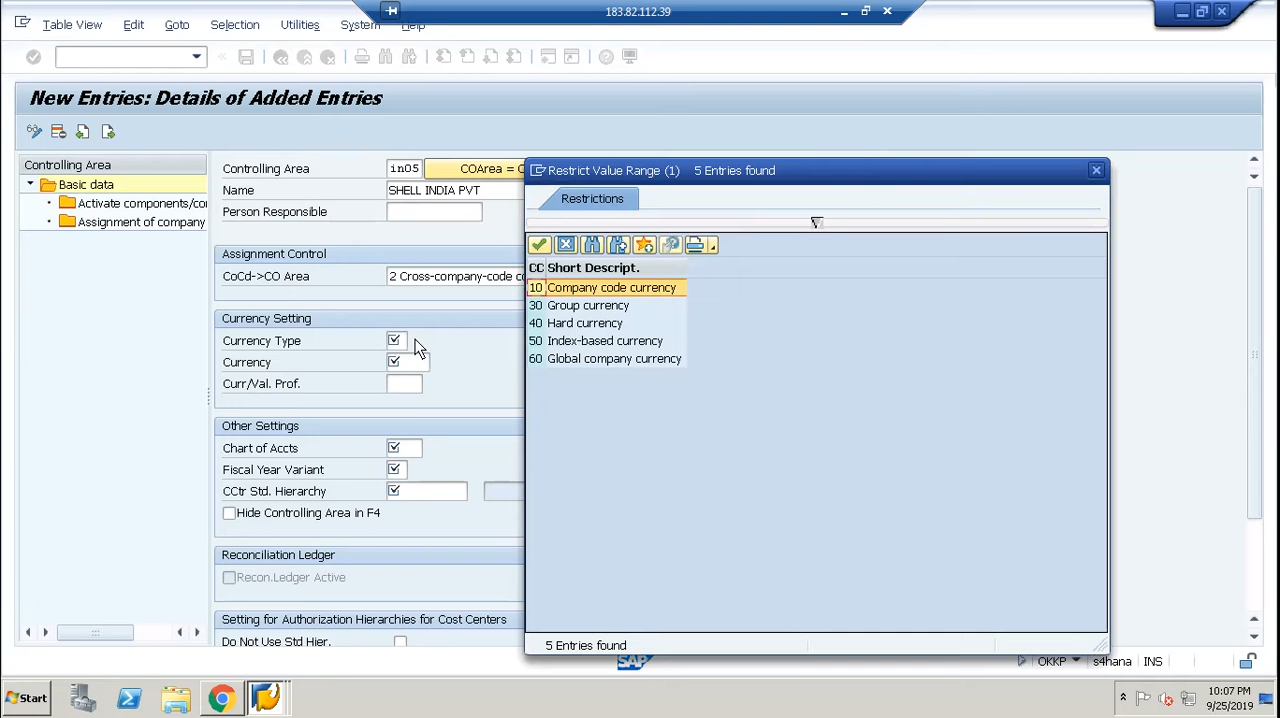 183.82.112.39
Table View Edit Goto Selection Utilities System Help
New Entries: Details of Added Entries
Controlling Area
Basic data
Activate components/co
Assignment of company
Controlling Area in05 COArea = C
Name SHELL INDIA PVT
Person Responsible
Assignment Control
CoCd->CO Area 2 Cross-company-code co
Currency Setting
Currency Type
Currency
Curr/Val. Prof.
Other Settings
Chart of Accts
Fiscal Year Variant
CCtr Std. Hierarchy
Hide Controlling Area in F4
Reconciliation Ledger
Recon.Ledger Active
Setting for Authorization Hierarchies for Cost Centers
Do Not Use Std Hier.
Restrict Value Range (1) 5 Entries found
Restrictions
CC Short Descript.
10 Company code currency
30 Group currency
40 Hard currency
50 Index-based currency
60 Global company currency
5 Entries found
SAP
OKKP s4hana INS
Start
10:07 PM
9/25/2019